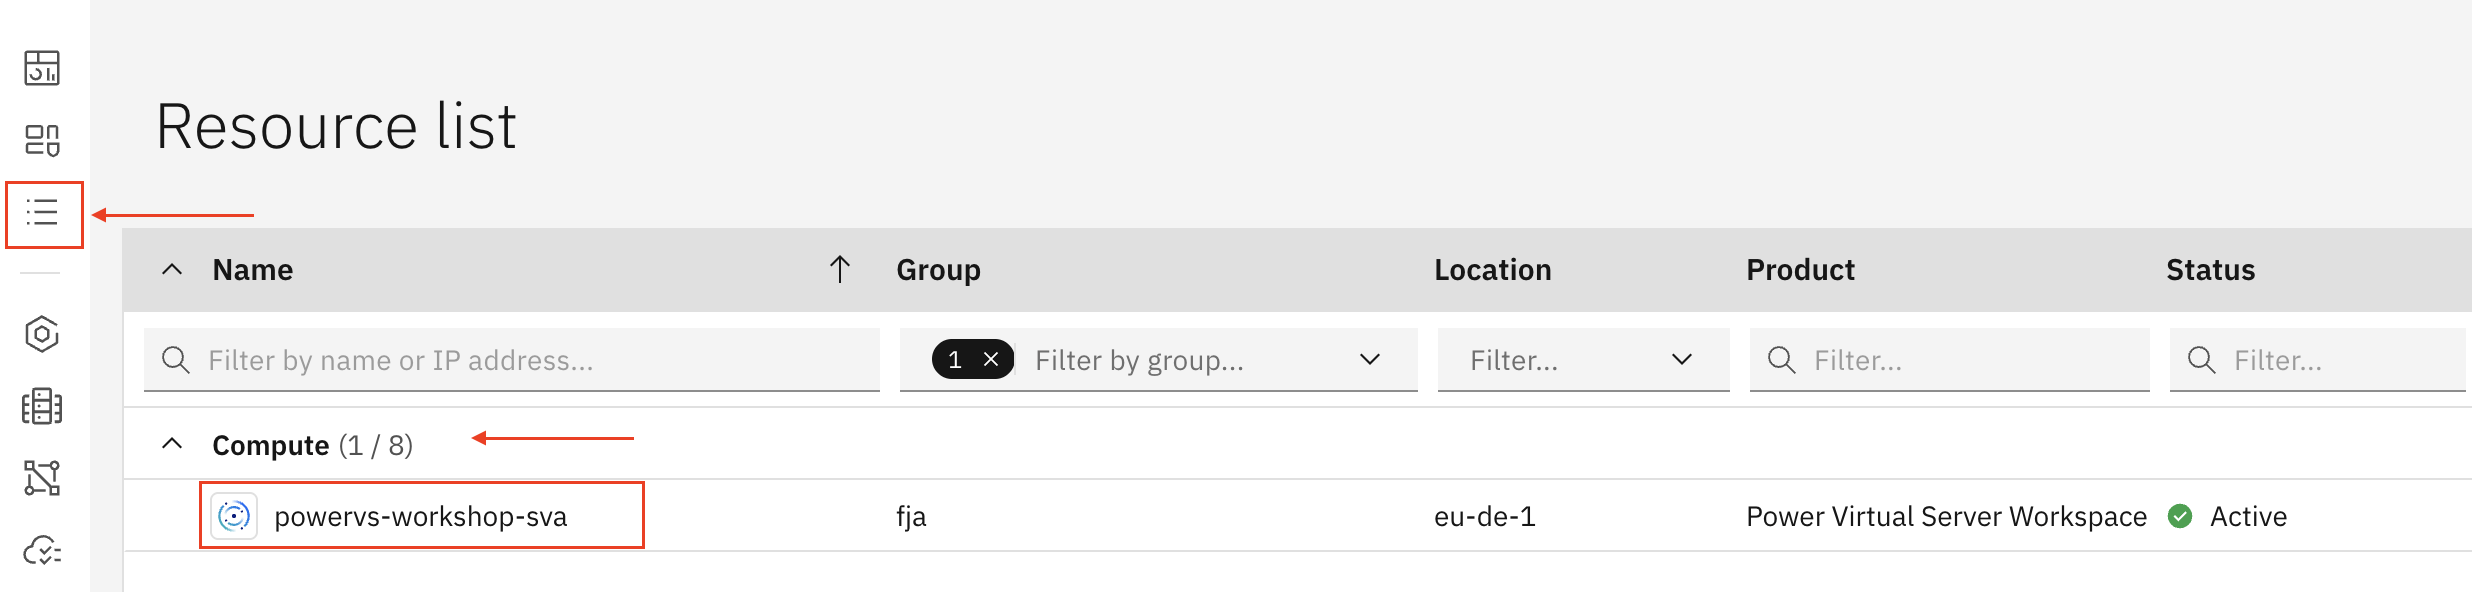 Resource list
Name Group Location Product Status
Filter by name or IP address... 1 Filter by group... Filter... Filter... Filter...
Compute (1 / 8)
powervs-workshop-sva fja eu-de-1 Power Virtual Server Workspace Active